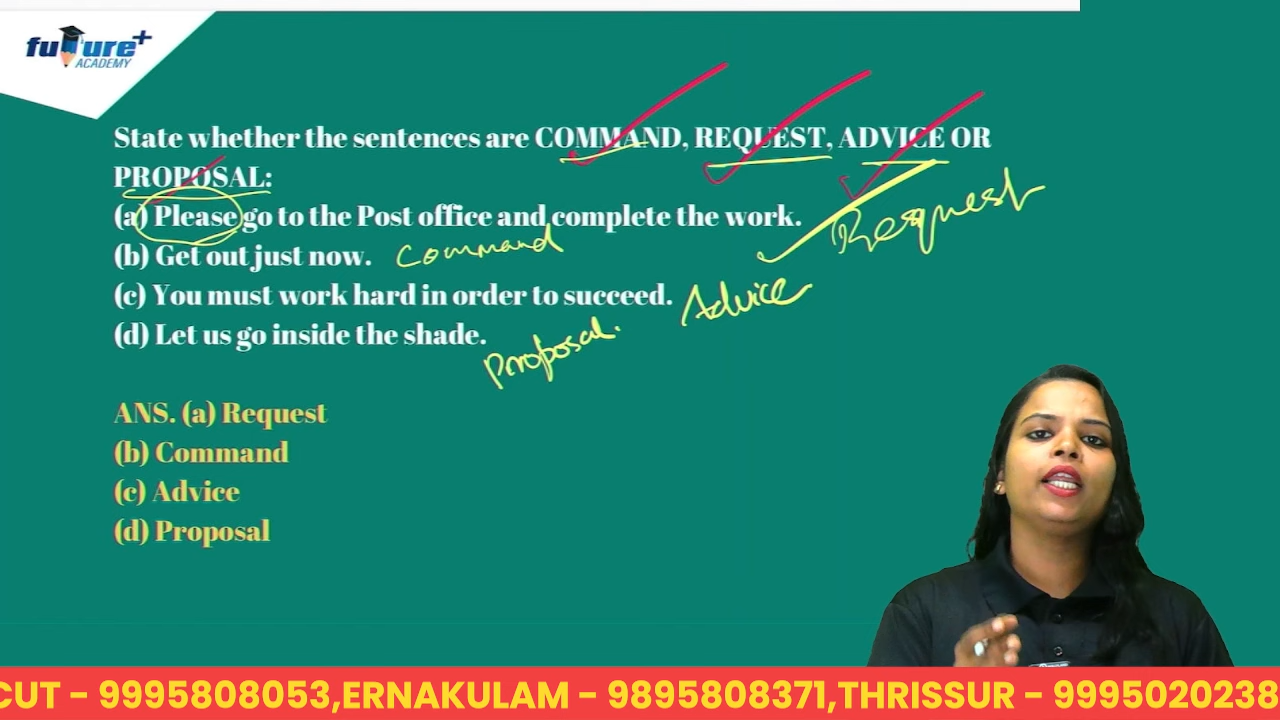 future+
ACADEMY
State whether the sentences are COMMAND, REQUEST, ADVICE OR
PROPOSAL:
(a) Please go to the Post office and complete the work. Request
(b) Get out just now. Command
(c) You must work hard in order to succeed. Advice
(d) Let us go inside the shade. Proposal.
ANS. (a) Request
(b) Command
(c) Advice
(d) Proposal
CUT - 9995808053,ERNAKULAM - 9895808371,THRISSUR - 9995020238